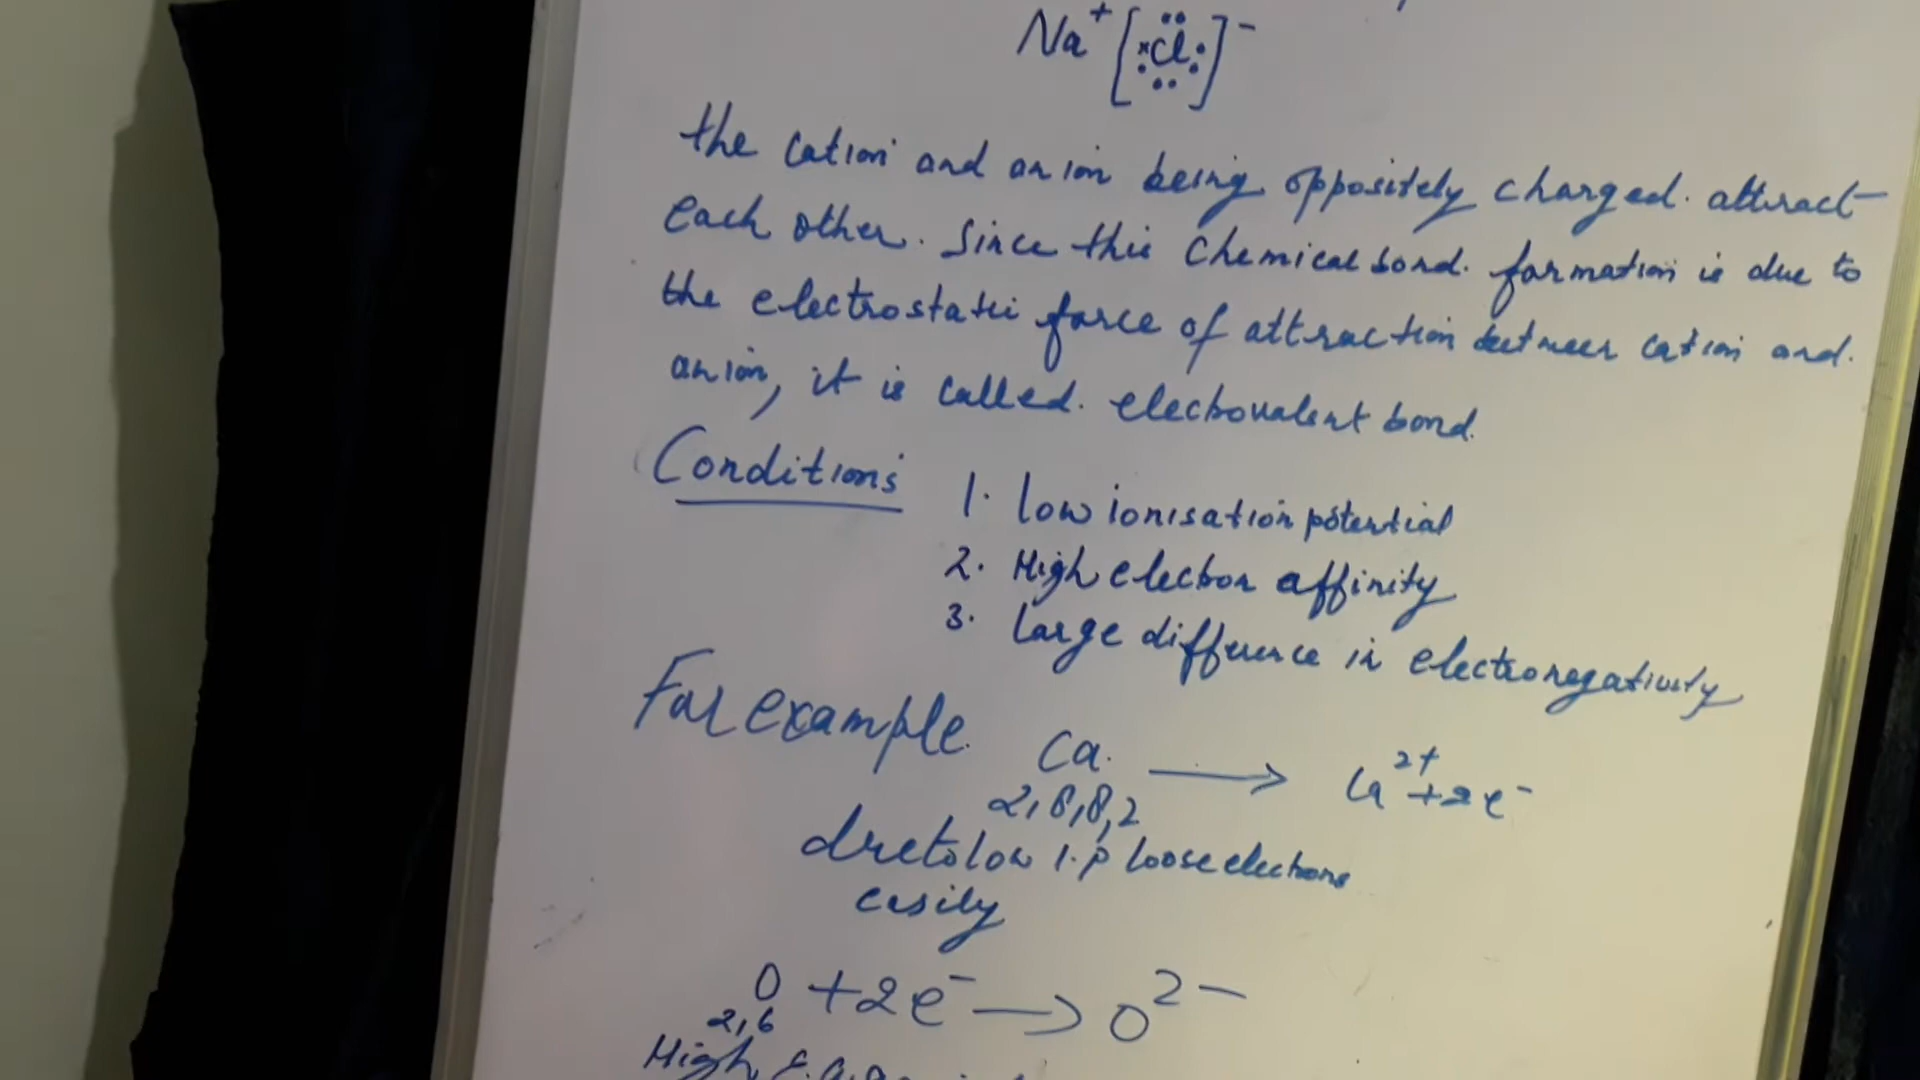 Na⁺ [Cl]⁻
the cation and anion being oppositely charged. attract
each other. Since this Chemical bond. formation is due to
the electrostatic force of attraction between cation and.
anion, it is called. electrovalent bond.
Conditions
1. low ionisation potential
2. High electron affinity
3. Large difference in electronegativity
For example. Ca. → Ca²⁺ + 2e⁻
2,8,8,2
due to low I.P loose electrons
easily
O + 2e⁻ → O²⁻
2,6
High